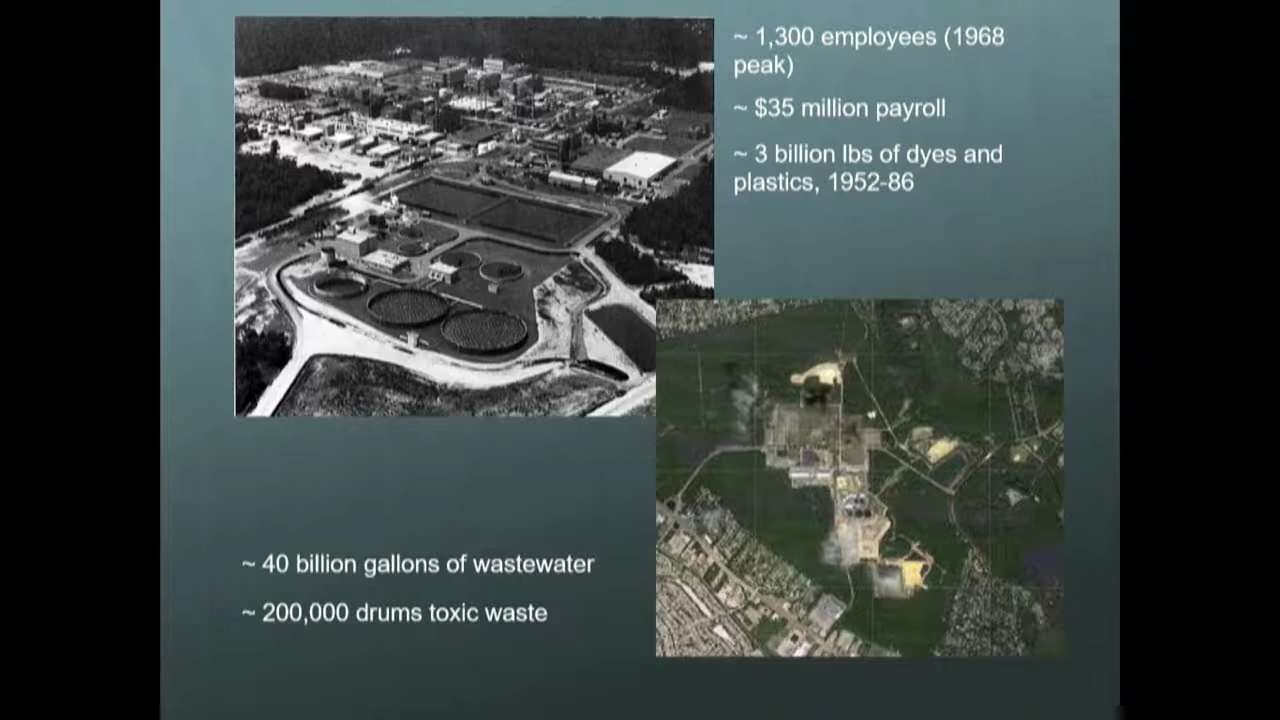 ~ 1,300 employees (1968
peak)
~ $35 million payroll
~ 3 billion lbs of dyes and
plastics, 1952-86
~ 40 billion gallons of wastewater
~ 200,000 drums toxic waste